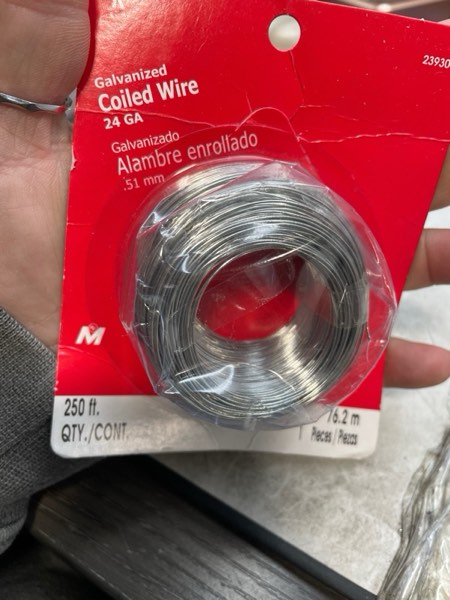 23930
Galvanized
Coiled Wire
24 GA
Galvanizado
Alambre enrollado
.51 mm
M
250 ft.
QTY./CONT.
76.2 m
Pieces / Piezas